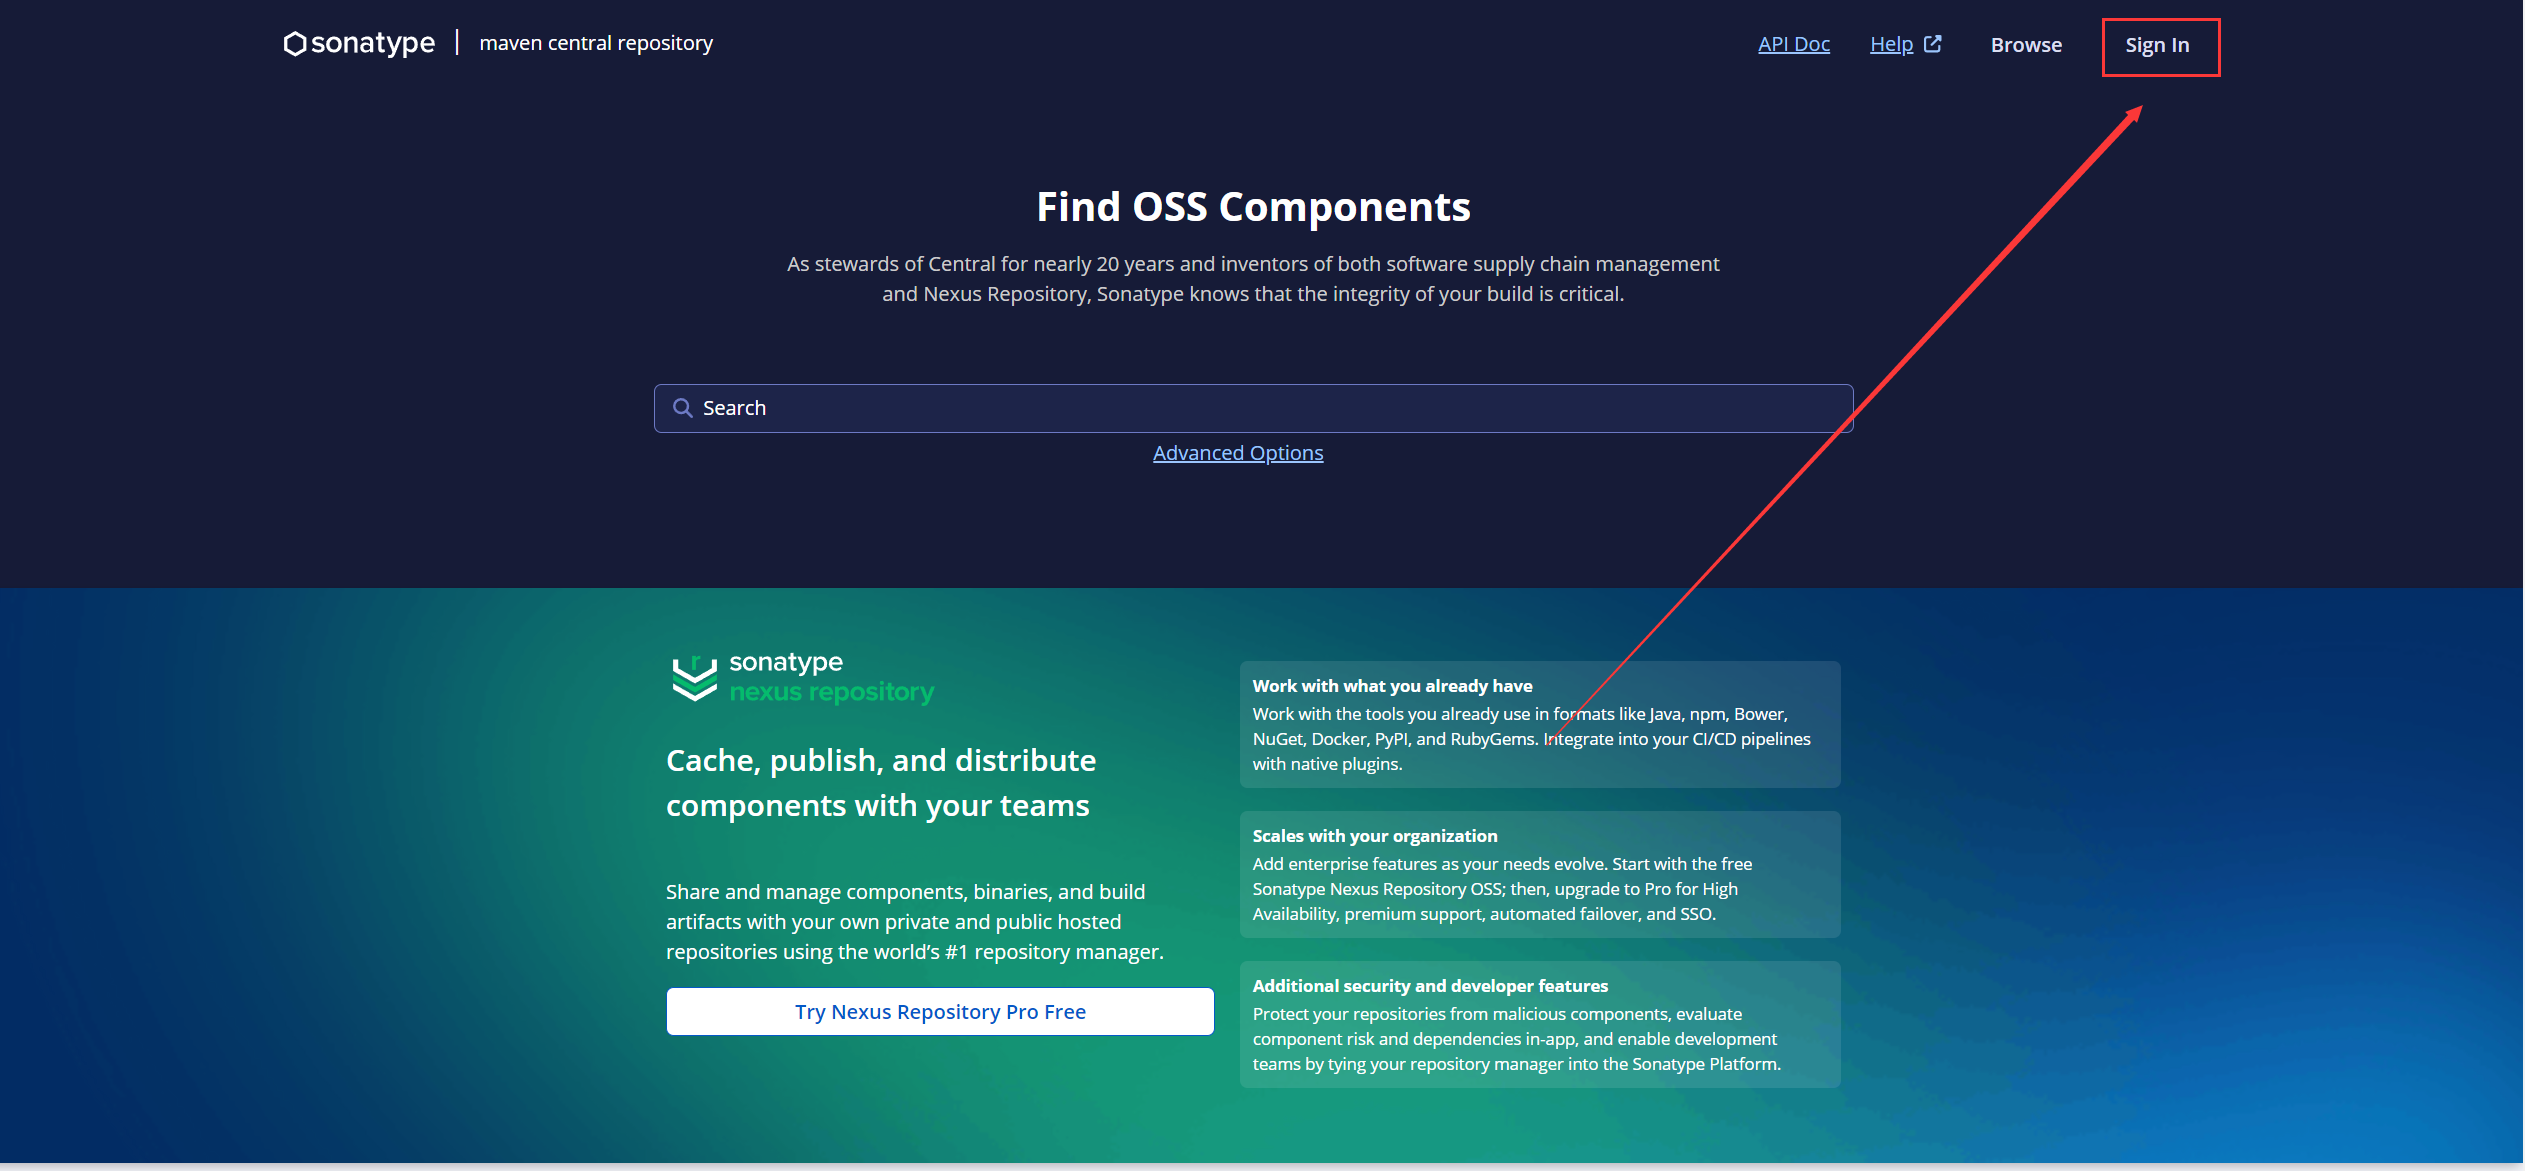 sonatype | maven central repository
API Doc Help Browse Sign In
Find OSS Components
As stewards of Central for nearly 20 years and inventors of both software supply chain management
and Nexus Repository, Sonatype knows that the integrity of your build is critical.
Search
Advanced Options
r sonatype
nexus repository
Cache, publish, and distribute
components with your teams
Share and manage components, binaries, and build
artifacts with your own private and public hosted
repositories using the world's #1 repository manager.
Try Nexus Repository Pro Free
Work with what you already have
Work with the tools you already use in formats like Java, npm, Bower,
NuGet, Docker, PyPI, and RubyGems. Integrate into your CI/CD pipelines
with native plugins.
Scales with your organization
Add enterprise features as your needs evolve. Start with the free
Sonatype Nexus Repository OSS; then, upgrade to Pro for High
Availability, premium support, automated failover, and SSO.
Additional security and developer features
Protect your repositories from malicious components, evaluate
component risk and dependencies in-app, and enable development
teams by tying your repository manager into the Sonatype Platform.